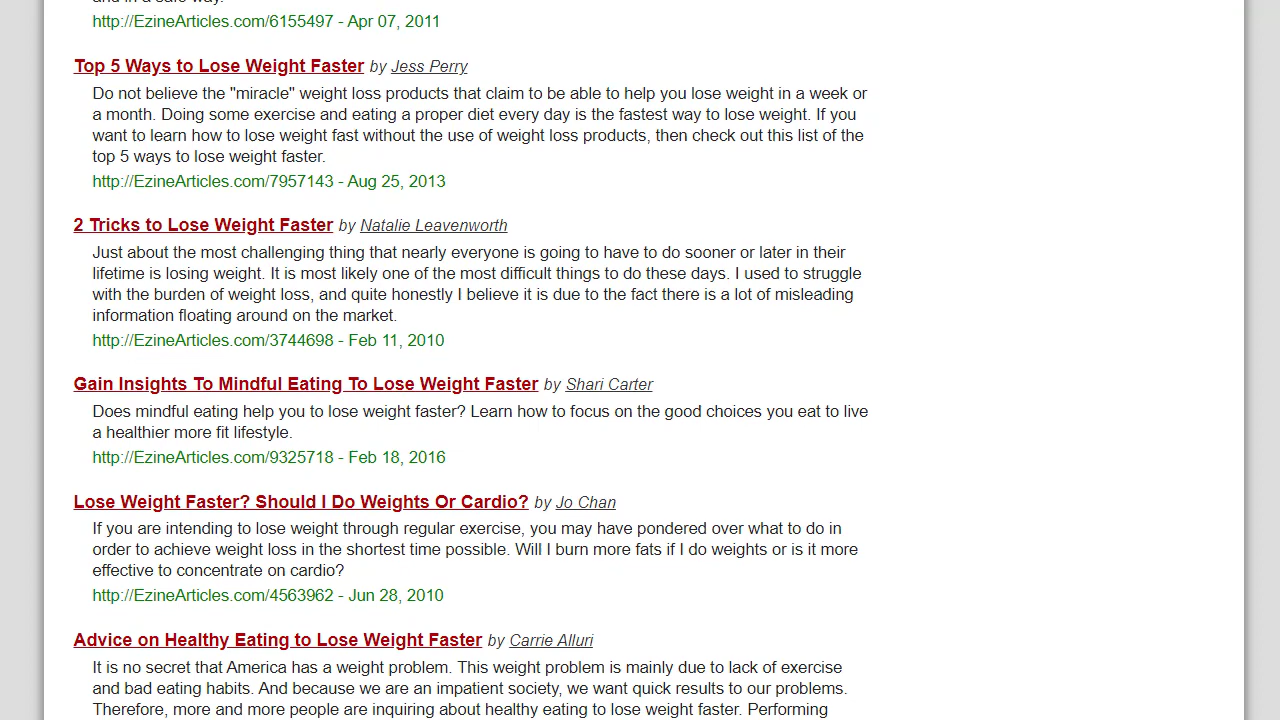 http://EzineArticles.com/6155497 - Apr 07, 2011
Top 5 Ways to Lose Weight Faster by Jess Perry
Do not believe the "miracle" weight loss products that claim to be able to help you lose weight in a week or
a month. Doing some exercise and eating a proper diet every day is the fastest way to lose weight. If you
want to learn how to lose weight fast without the use of weight loss products, then check out this list of the
top 5 ways to lose weight faster.
http://EzineArticles.com/7957143 - Aug 25, 2013
2 Tricks to Lose Weight Faster by Natalie Leavenworth
Just about the most challenging thing that nearly everyone is going to have to do sooner or later in their
lifetime is losing weight. It is most likely one of the most difficult things to do these days. I used to struggle
with the burden of weight loss, and quite honestly I believe it is due to the fact there is a lot of misleading
information floating around on the market.
http://EzineArticles.com/3744698 - Feb 11, 2010
Gain Insights To Mindful Eating To Lose Weight Faster by Shari Carter
Does mindful eating help you to lose weight faster? Learn how to focus on the good choices you eat to live
a healthier more fit lifestyle.
http://EzineArticles.com/9325718 - Feb 18, 2016
Lose Weight Faster? Should I Do Weights Or Cardio? by Jo Chan
If you are intending to lose weight through regular exercise, you may have pondered over what to do in
order to achieve weight loss in the shortest time possible. Will I burn more fats if I do weights or is it more
effective to concentrate on cardio?
http://EzineArticles.com/4563962 - Jun 28, 2010
Advice on Healthy Eating to Lose Weight Faster by Carrie Alluri
It is no secret that America has a weight problem. This weight problem is mainly due to lack of exercise
and bad eating habits. And because we are an impatient society, we want quick results to our problems.
Therefore, more and more people are inquiring about healthy eating to lose weight faster. Performing